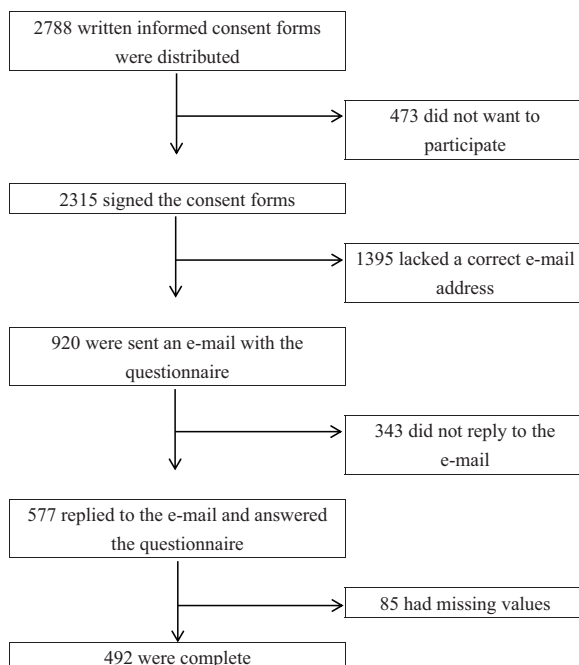 2788 written informed consent forms
were distributed
473 did not want to
participate
2315 signed the consent forms
1395 lacked a correct e-mail
address
920 were sent an e-mail with the
questionnaire
343 did not reply to the
e-mail
577 replied to the e-mail and answered
the questionnaire
85 had missing values
492 were complete